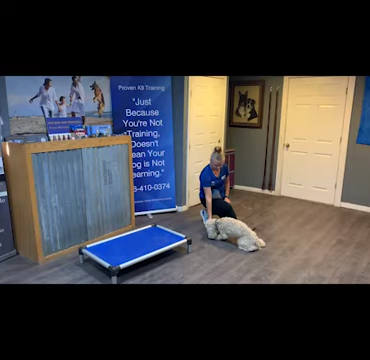 Proven K9 Training
"Just
Because
You're Not
Training,
Doesn't
Mean Your
Dog is Not
Learning."
6-410-0374